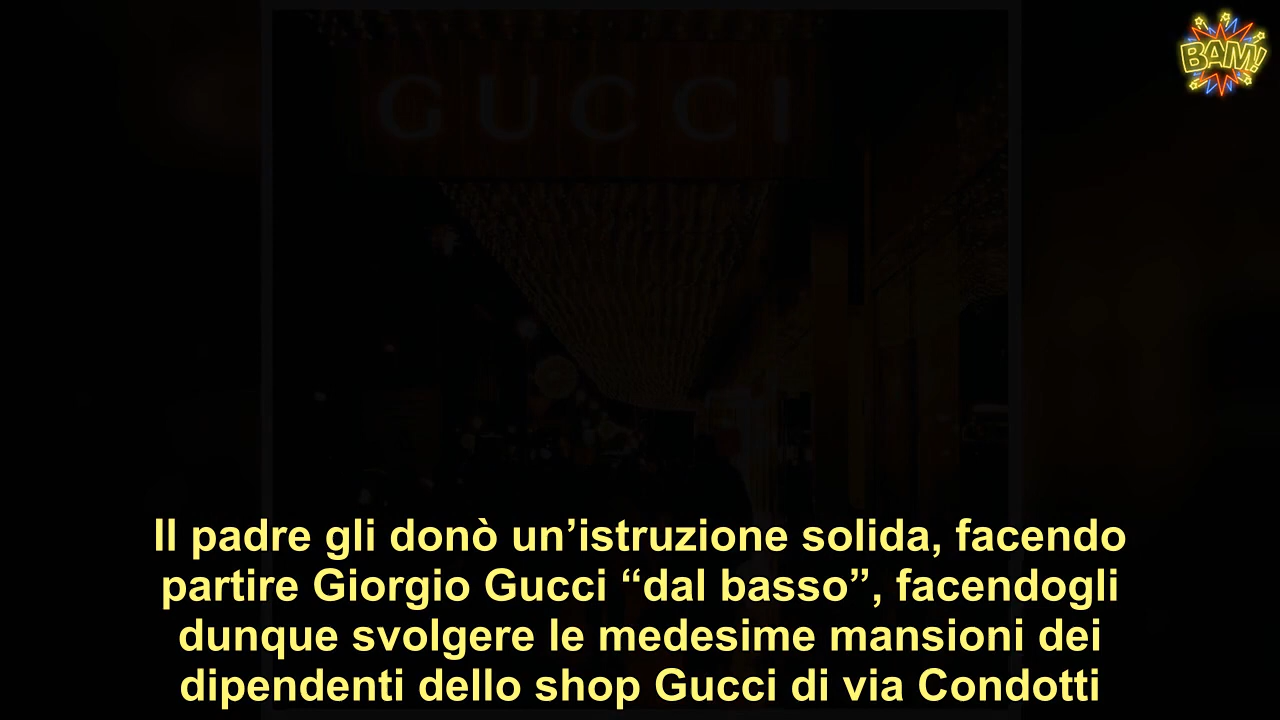 BAM!
GUCCI
Il padre gli donò un’istruzione solida, facendo
partire Giorgio Gucci “dal basso”, facendogli
dunque svolgere le medesime mansioni dei
dipendenti dello shop Gucci di via Condotti